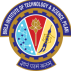 BIRLA INSTITUTE OF TECHNOLOGY & SCIENCE, PILANI